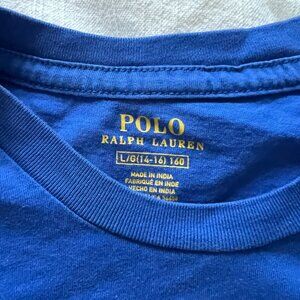 POLO
RALPH LAUREN
L/G(14-16) 160
MADE IN INDIA
FABRIQUÉ EN INDE
HECHO EN INDIA